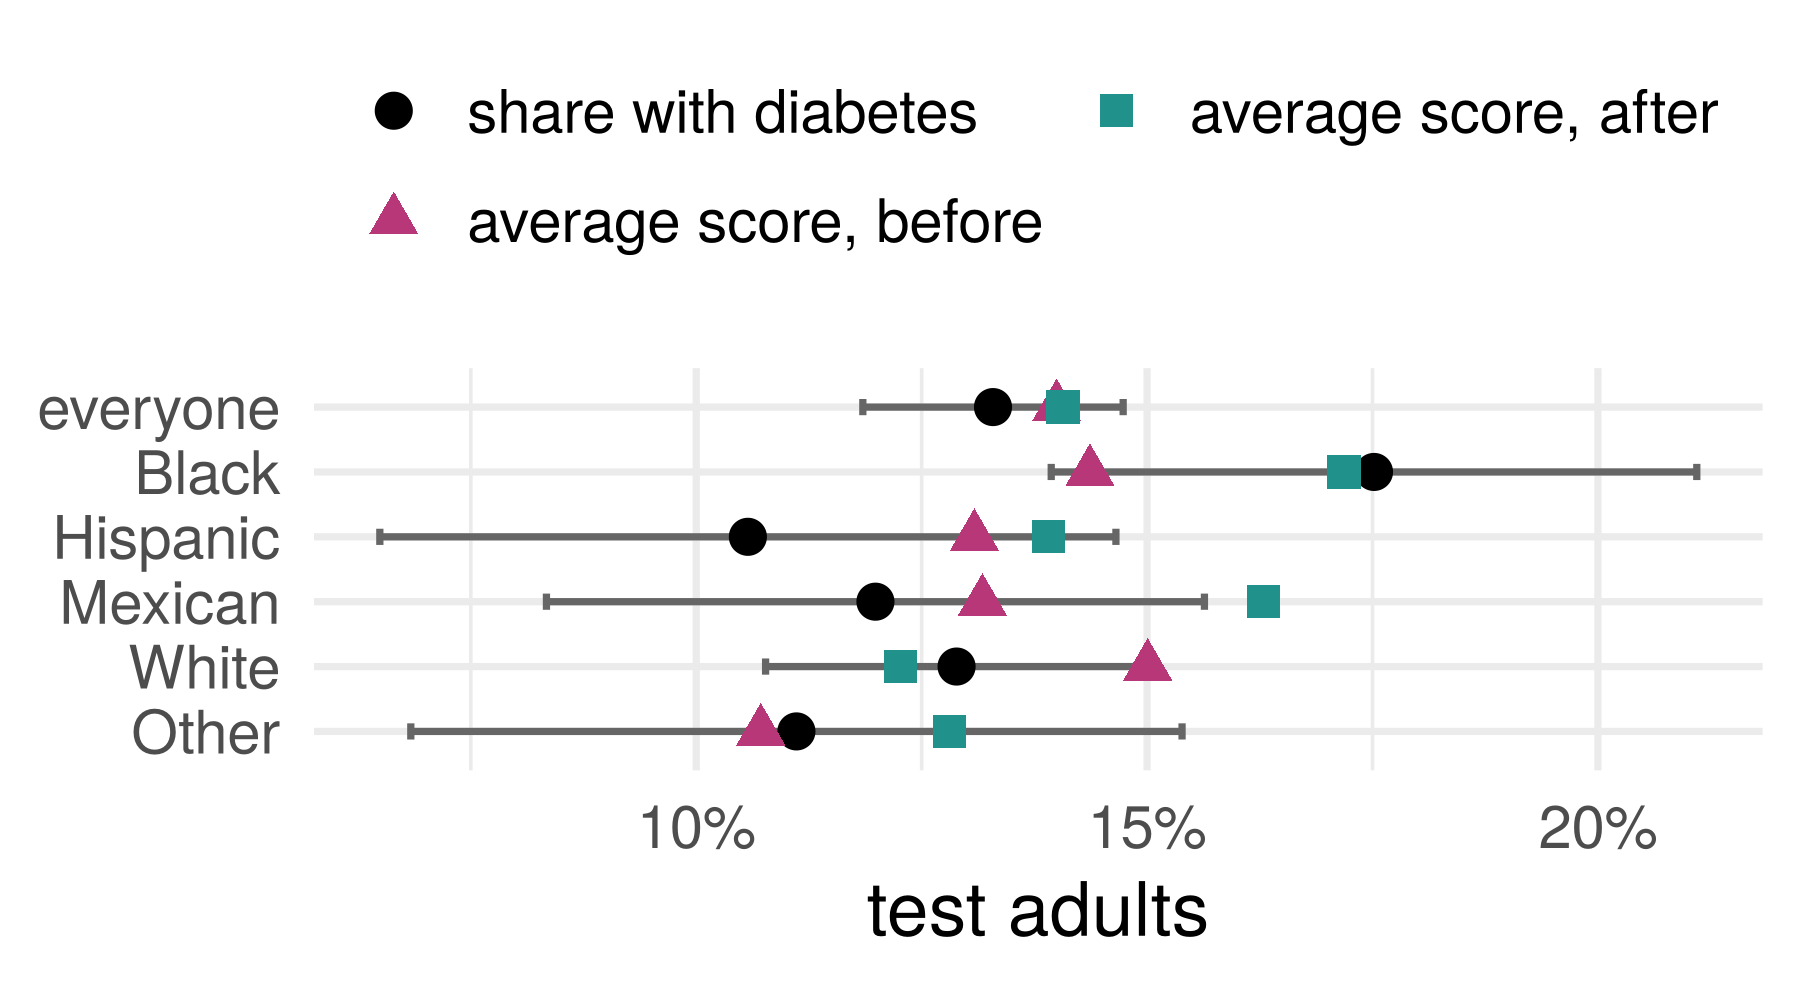 share with diabetes
average score, after
average score, before
everyone
Black
Hispanic
Mexican
White
Other
10% 15% 20%
test adults